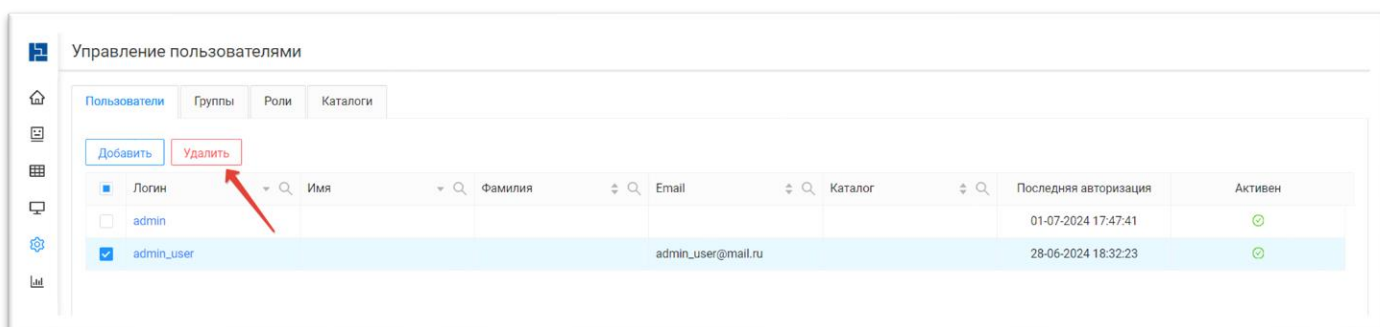 Управление пользователями
Пользователи Группы Роли Каталоги
Добавить Удалить
Логин Имя Фамилия Email Каталог Последняя авторизация Активен
admin 01-07-2024 17:47:41
admin_user admin_user@mail.ru 28-06-2024 18:32:23